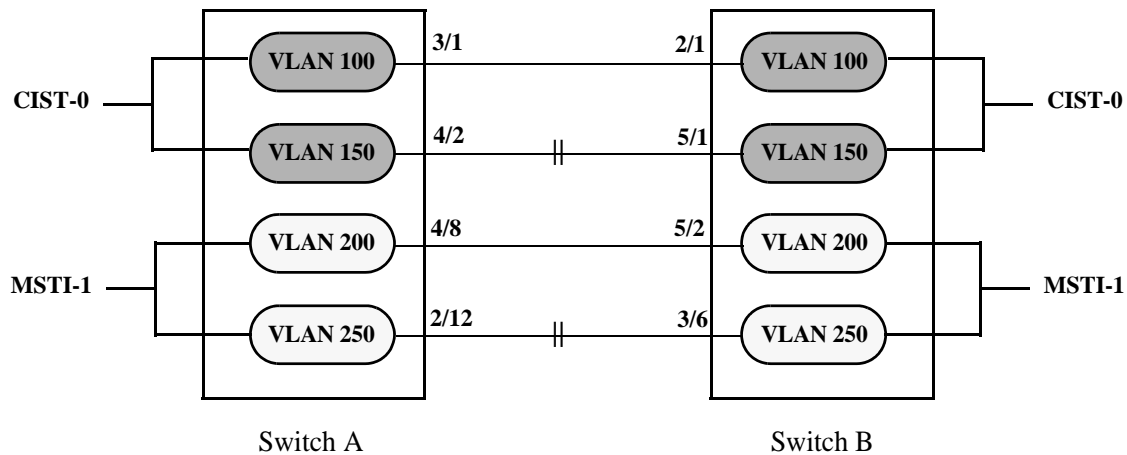 3/1 2/1
VLAN 100 VLAN 100
CIST-0 CIST-0
4/2 5/1
VLAN 150 VLAN 150
4/8 5/2
VLAN 200 VLAN 200
MSTI-1 MSTI-1
2/12 3/6
VLAN 250 VLAN 250
Switch A Switch B